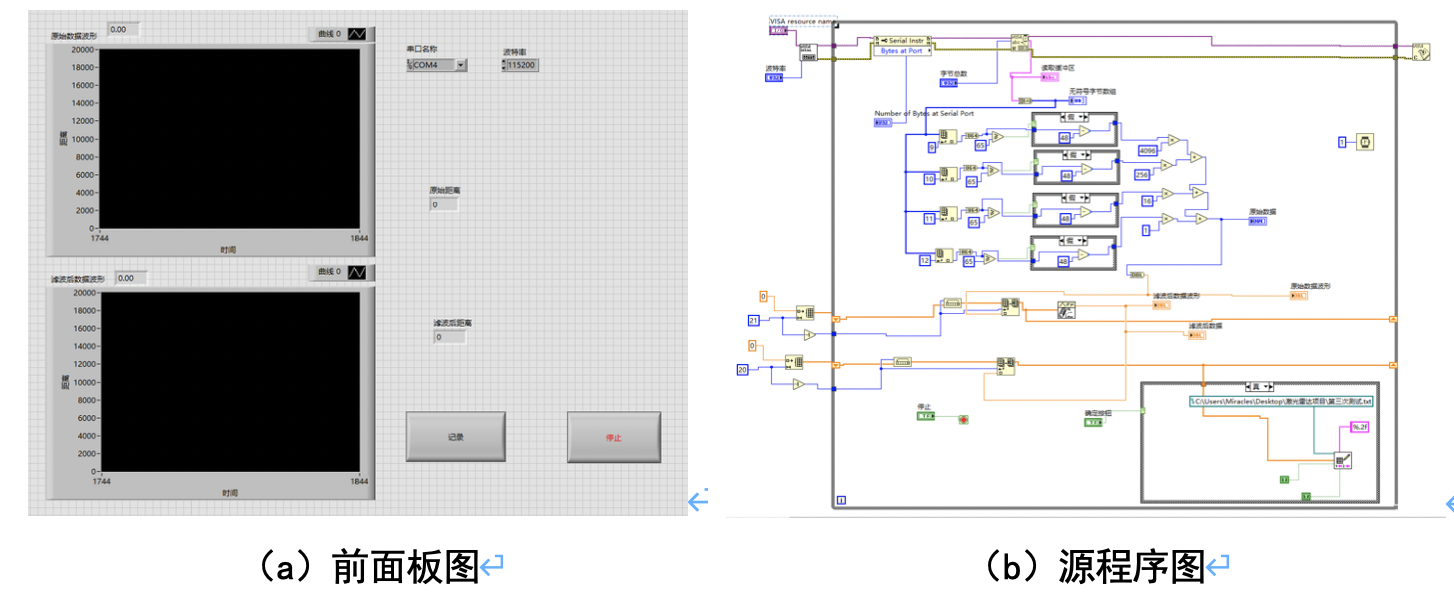 原始数据波形
0.00
曲线 0
20000
18000
16000
14000
12000
10000
8000
6000
4000
2000
0
距离
1744
1844
时间
滤波后数据波形
0.00
曲线 0
20000
18000
16000
14000
12000
10000
8000
6000
4000
2000
0
距离
1744
1844
时间
串口名称
COM4
波特率
115200
原始距离
0
滤波后距离
0
记录
停止
(a)前面板图
VISA resource name
波特率
Serial Instr
Bytes at Port
字节总数
读取缓冲区
无符号字节数组
Number of Bytes at Serial Port
9
65
假
48
4096
10
65
假
48
256
11
65
假
48
16
12
65
假
48
1
1
原始数据
原始数据波形
滤波后数据波形
滤波后数据
0
21
0
20
停止
确定按钮
真
C:\Users\Miracles\Desktop\激光雷达项目\第三次测试.txt
%.2f
i
(b)源程序图